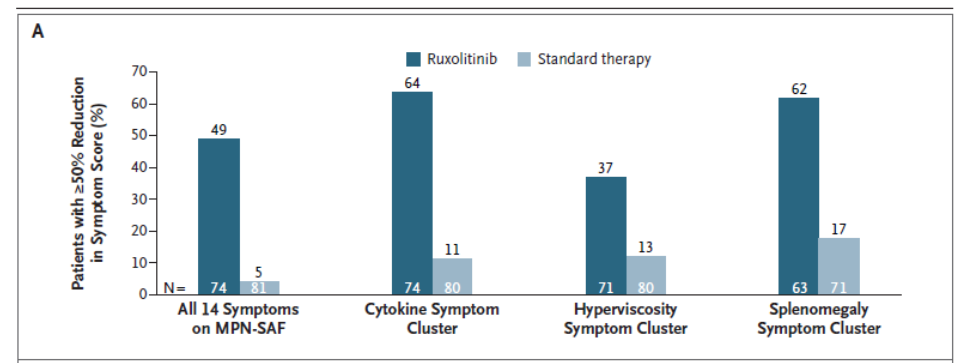 A
Ruxolitinib Standard therapy
Patients with ≥50% Reduction
in Symptom Score (%)
70
60
50
40
30
20
10
0
49
5
64
11
37
13
62
17
N= 74 81 74 80 71 80 63 71
All 14 Symptoms
on MPN-SAF
Cytokine Symptom
Cluster
Hyperviscosity
Symptom Cluster
Splenomegaly
Symptom Cluster